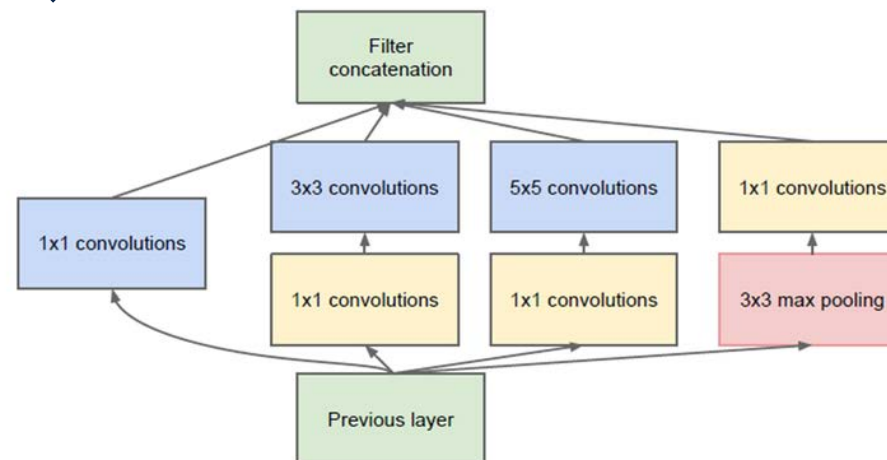 Filter
concatenation
3x3 convolutions
5x5 convolutions
1x1 convolutions
1x1 convolutions
1x1 convolutions
1x1 convolutions
3x3 max pooling
Previous layer